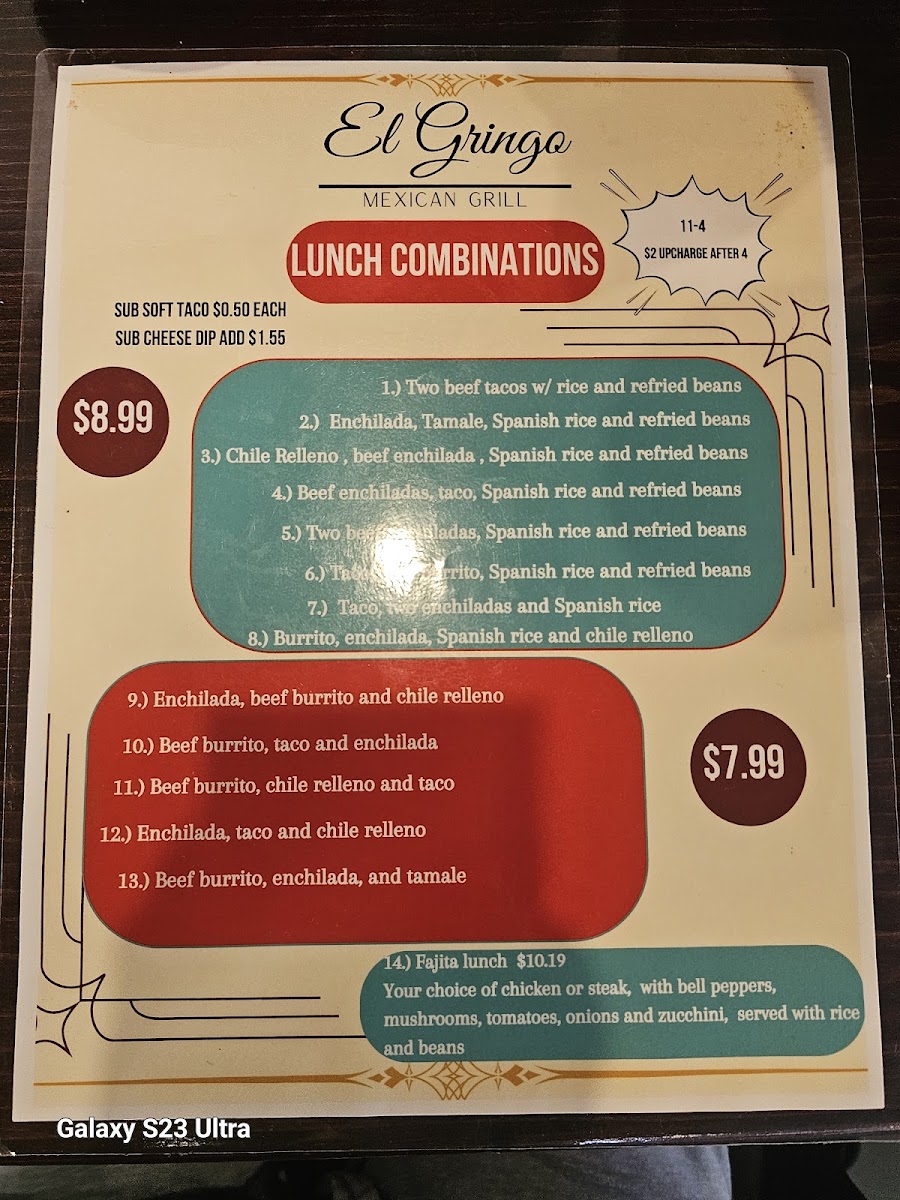 El Gringo
MEXICAN GRILL
11-4
$2 UPCHARGE AFTER 4
LUNCH COMBINATIONS
SUB SOFT TACO $0.50 EACH
SUB CHEESE DIP ADD $1.55
$8.99
1.) Two beef tacos w/ rice and refried beans
2.) Enchilada, Tamale, Spanish rice and refried beans
3.) Chile Relleno , beef enchilada , Spanish rice and refried beans
4.) Beef enchiladas, taco, Spanish rice and refried beans
5.) Two beef enchiladas, Spanish rice and refried beans
6.) burrito, Spanish rice and refried beans
7.) Taco, two enchiladas and Spanish rice
8.) Burrito, enchilada, Spanish rice and chile relleno
9.) Enchilada, beef burrito and chile relleno
10.) Beef burrito, taco and enchilada
11.) Beef burrito, chile relleno and taco
12.) Enchilada, taco and chile relleno
13.) Beef burrito, enchilada, and tamale
$7.99
14.) Fajita lunch $10.19
Your choice of chicken or steak, with bell peppers,
mushrooms, tomatoes, onions and zucchini, served with rice
and beans
Galaxy S23 Ultra